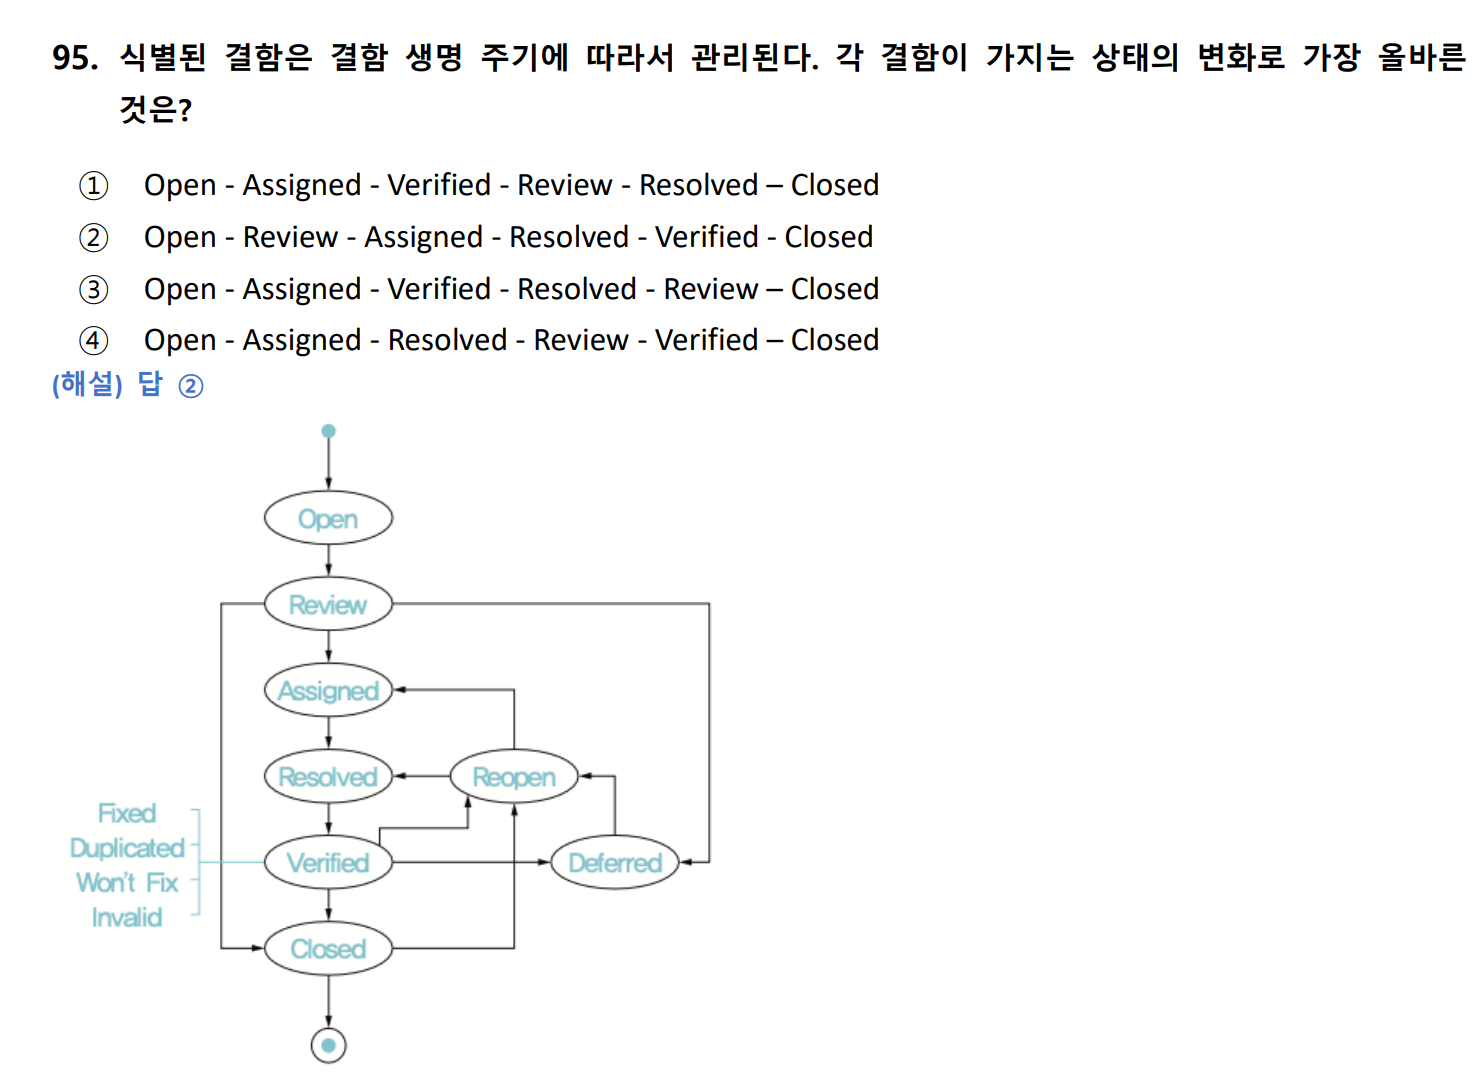 95. 식별된 결함은 결함 생명 주기에 따라서 관리된다. 각 결함이 가지는 상태의 변화로 가장 올바른
것은?
① Open - Assigned - Verified - Review - Resolved – Closed
② Open - Review - Assigned - Resolved - Verified - Closed
③ Open - Assigned - Verified - Resolved - Review – Closed
④ Open - Assigned - Resolved - Review - Verified – Closed
(해설) 답 ②
Open
Review
Assigned
Resolved
Reopen
Fixed
Duplicated
Won't Fix
Invalid
Verified
Deferred
Closed